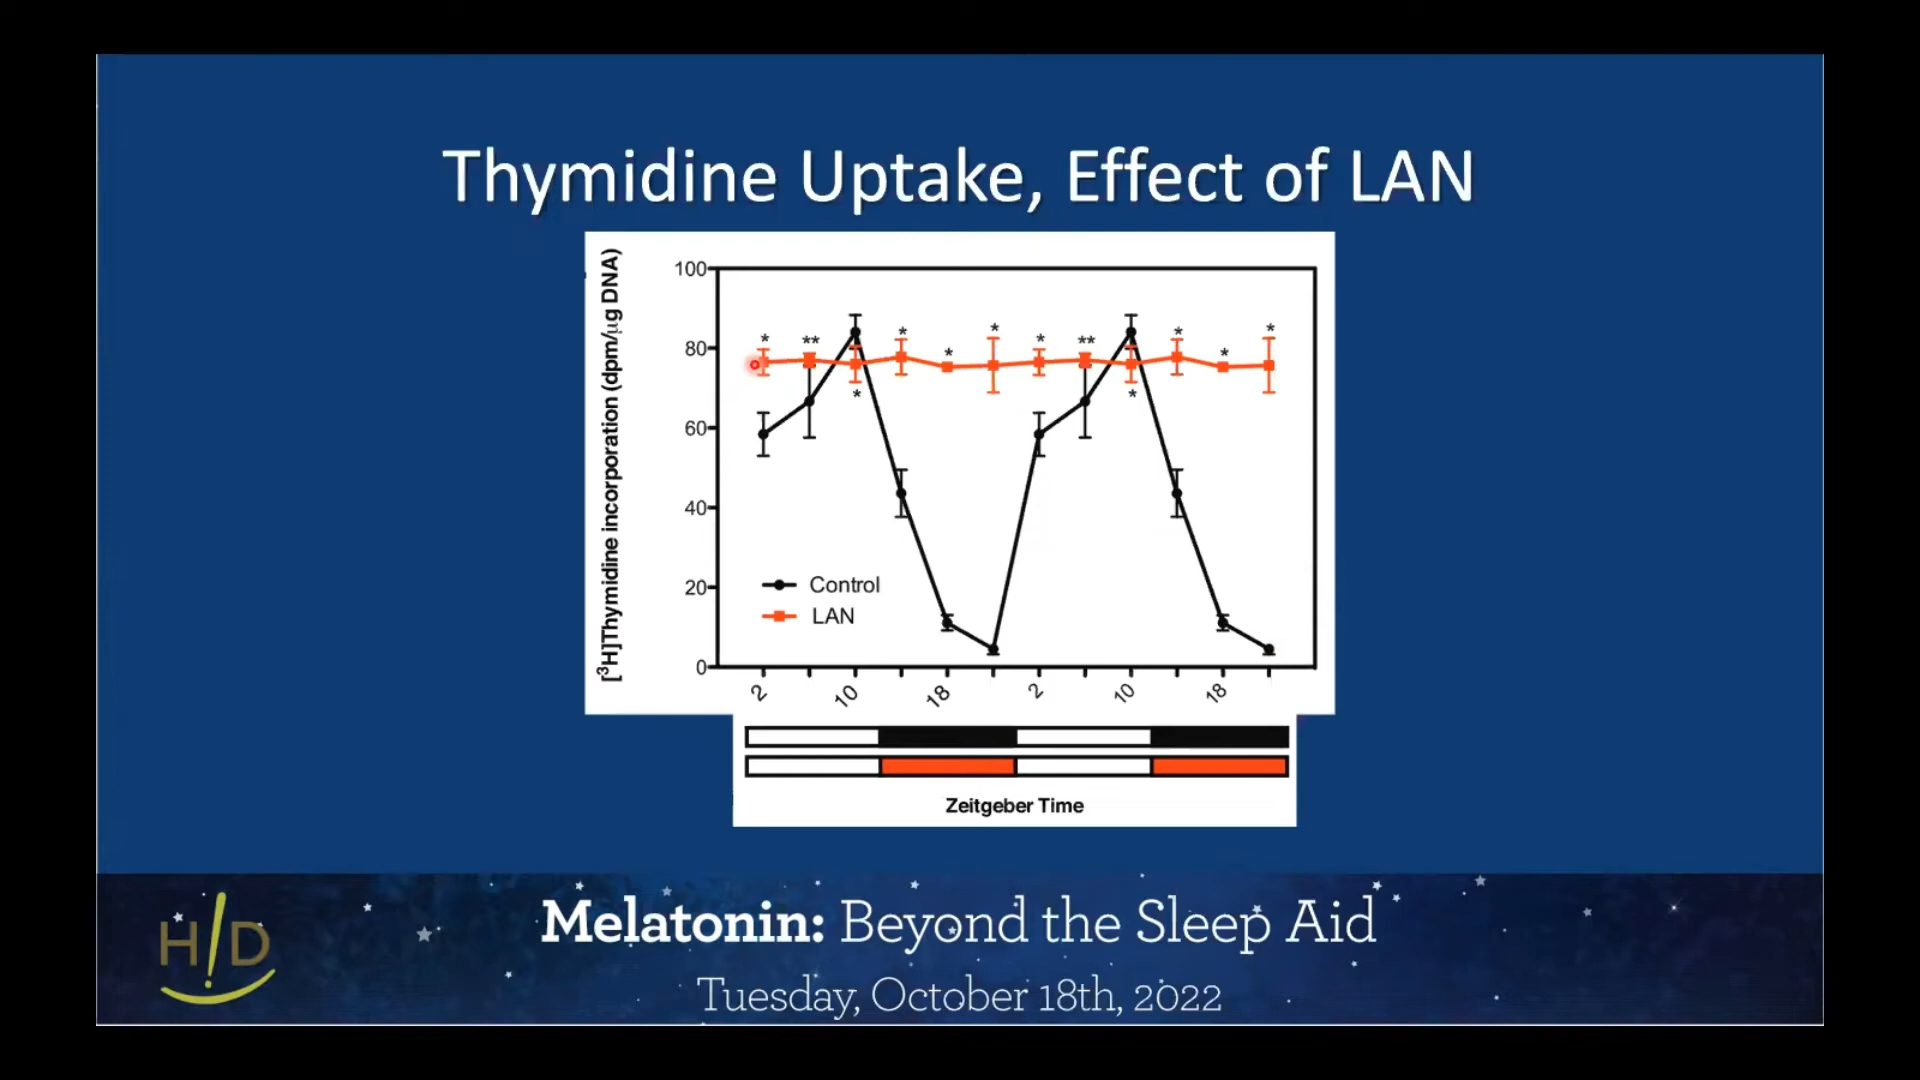 Thymidine Uptake, Effect of LAN
[³H]Thymidine incorporation (dpm/µg DNA)
100
80
60
40
20
0
* ** * * * * ** * * *
* *
Control
LAN
2 10 18 2 10 18
Zeitgeber Time
H!D
Melatonin: Beyond the Sleep Aid
Tuesday, October 18th, 2022